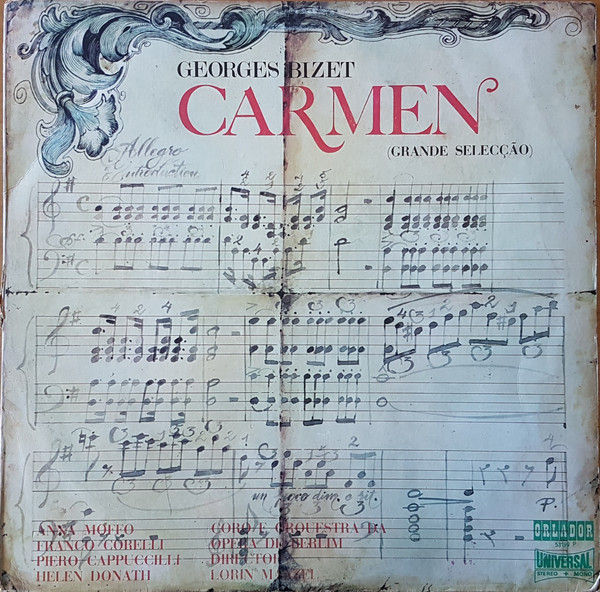 GEORGES BIZET
CARMEN
(GRANDE SELECÇÃO)
Allegro
Introduction
un poco dim. e rit.
P.
ANNA MOFFO
FRANCO CORELLI
PIERO CAPPUCCILLI
HELEN DONATH
CORO E ORQUESTRA DA
OPERA DE BERLIM
DIRECTOR
LORIN MAAZEL
ORLADOR
UNIVERSAL
STEREO + MONO